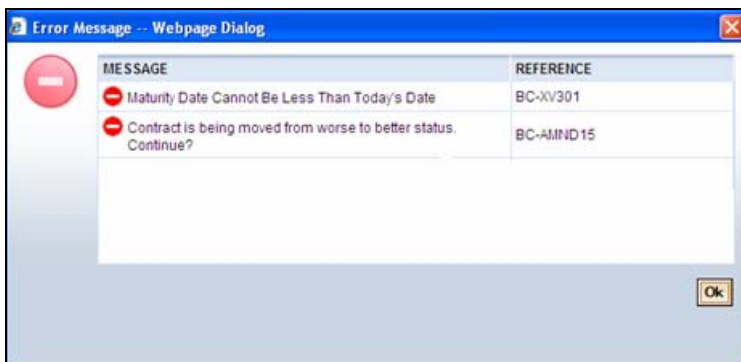 Error Message -- Webpage Dialog
MESSAGE REFERENCE
Maturity Date Cannot Be Less Than Today's Date BC-XV301
Contract is being moved from worse to better status. BC-AMND15
Continue?
Ok